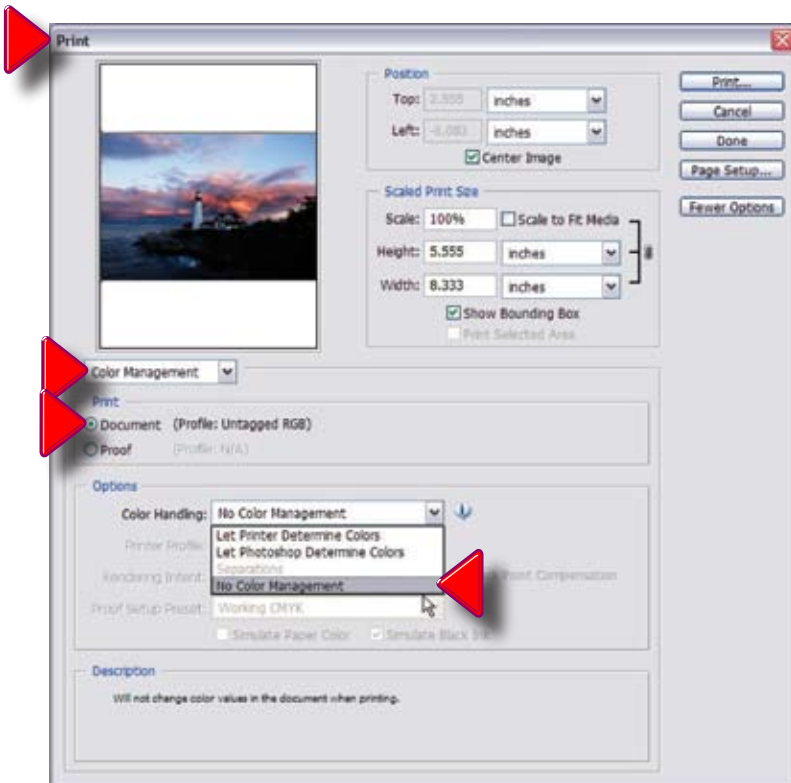 Print
Position
Top: 2.555 inches
Left: -0.083 inches
Center Image
Scaled Print Size
Scale: 100% Scale to Fit Media
Height: 5.555 inches
Width: 8.333 inches
Show Bounding Box
Print Selected Area
Print...
Cancel
Done
Page Setup...
Fewer Options
Color Management
Print
Document (Profile: Untagged RGB)
Proof (Profile: N/A)
Options
Color Handling: No Color Management
Let Printer Determine Colors
Let Photoshop Determine Colors
Separations
No Color Management
Printer Profile:
Rendering Intent: Compensation
Proof Setup Preset: Working CMYK
Simulate Paper Color Simulate Black Ink
Description
Will not change color values in the document when printing.